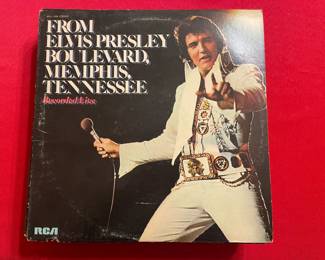 FROM
ELVIS PRESLEY
BOULEVARD,
MEMPHIS,
TENNESSEE
Recorded Live
RCA